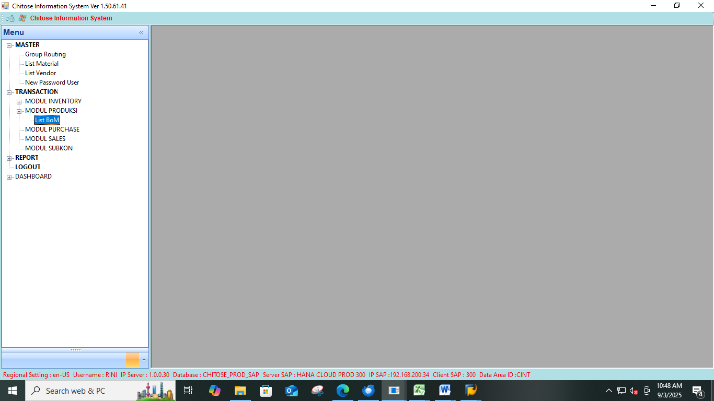 Chitose Information System Ver 1.50.61.41
Chitose Information System
Menu
MASTER
Group Routing
List Material
List Vendor
New Password User
TRANSACTION
MODUL INVENTORY
MODUL PRODUKSI
List BoM
MODUL PURCHASE
MODUL SALES
MODUL SUBKON
REPORT
LOGOUT
DASHBOARD
Regional Setting : en-US Username : RINI IP Server : 1.0.0.30 Database : CHITOSE_PROD_SAP Server SAP : HANA CLOUD PROD 300 IP SAP :192.168.200.34 Client SAP : 300 Data Area ID :CINT
Search web & PC
10:48 AM
9/3/2025